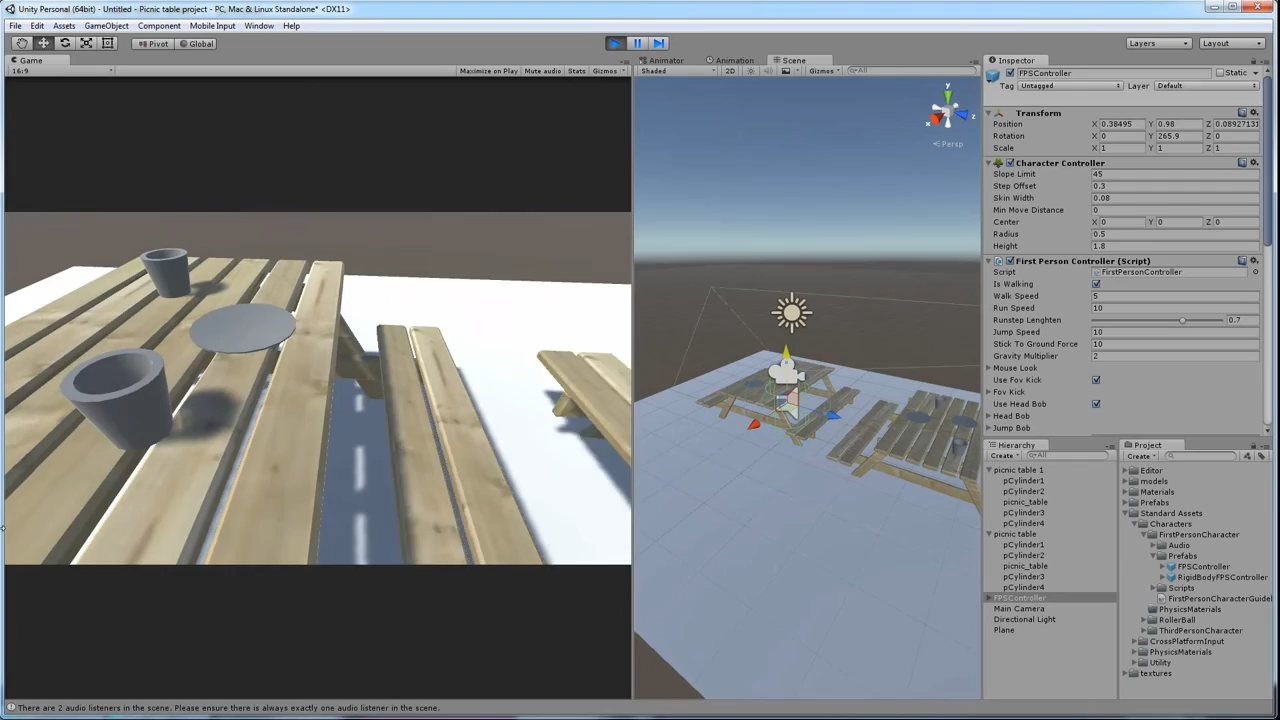 Unity Personal (64bit) - Untitled - Picnic table project - PC, Mac & Linux Standalone* <DX11>
File Edit Assets GameObject Component Mobile Input Window Help
Pivot Global Layers Layout
Game
16:9 Maximize on Play Mute audio Stats Gizmos
Animator Animation Scene
Shaded 2D Gizmos All
y
x
z
Persp
Inspector
FPSController Static
Tag Untagged Layer Default
Transform
Position X 0.38495 Y 0.98 Z 0.08927131
Rotation X 0 Y 265.9 Z 0
Scale X 1 Y 1 Z 1
Character Controller
Slope Limit 45
Step Offset 0.3
Skin Width 0.08
Min Move Distance 0
Center X 0 Y 0 Z 0
Radius 0.5
Height 1.8
First Person Controller (Script)
Script FirstPersonController
Is Walking
Walk Speed 5
Run Speed 10
Runstep Lenghten 0.7
Jump Speed 10
Stick To Ground Force 10
Gravity Multiplier 2
Mouse Look
Use Fov Kick
Fov Kick
Use Head Bob
Head Bob
Jump Bob
Hierarchy
Create All
picnic table 1
pCylinder1
pCylinder2
picnic_table
pCylinder3
pCylinder4
picnic table
pCylinder1
pCylinder2
picnic_table
pCylinder3
pCylinder4
FPSController
Main Camera
Directional Light
Plane
Project
Create
Editor
models
Materials
Prefabs
Standard Assets
Characters
FirstPersonCharacter
Audio
Prefabs
FPSController
RigidBodyFPSController
Scripts
FirstPersonCharacterGuidel
PhysicsMaterials
RollerBall
ThirdPersonCharacter
CrossPlatformInput
PhysicsMaterials
Utility
textures
There are 2 audio listeners in the scene. Please ensure there is always exactly one audio listener in the scene.